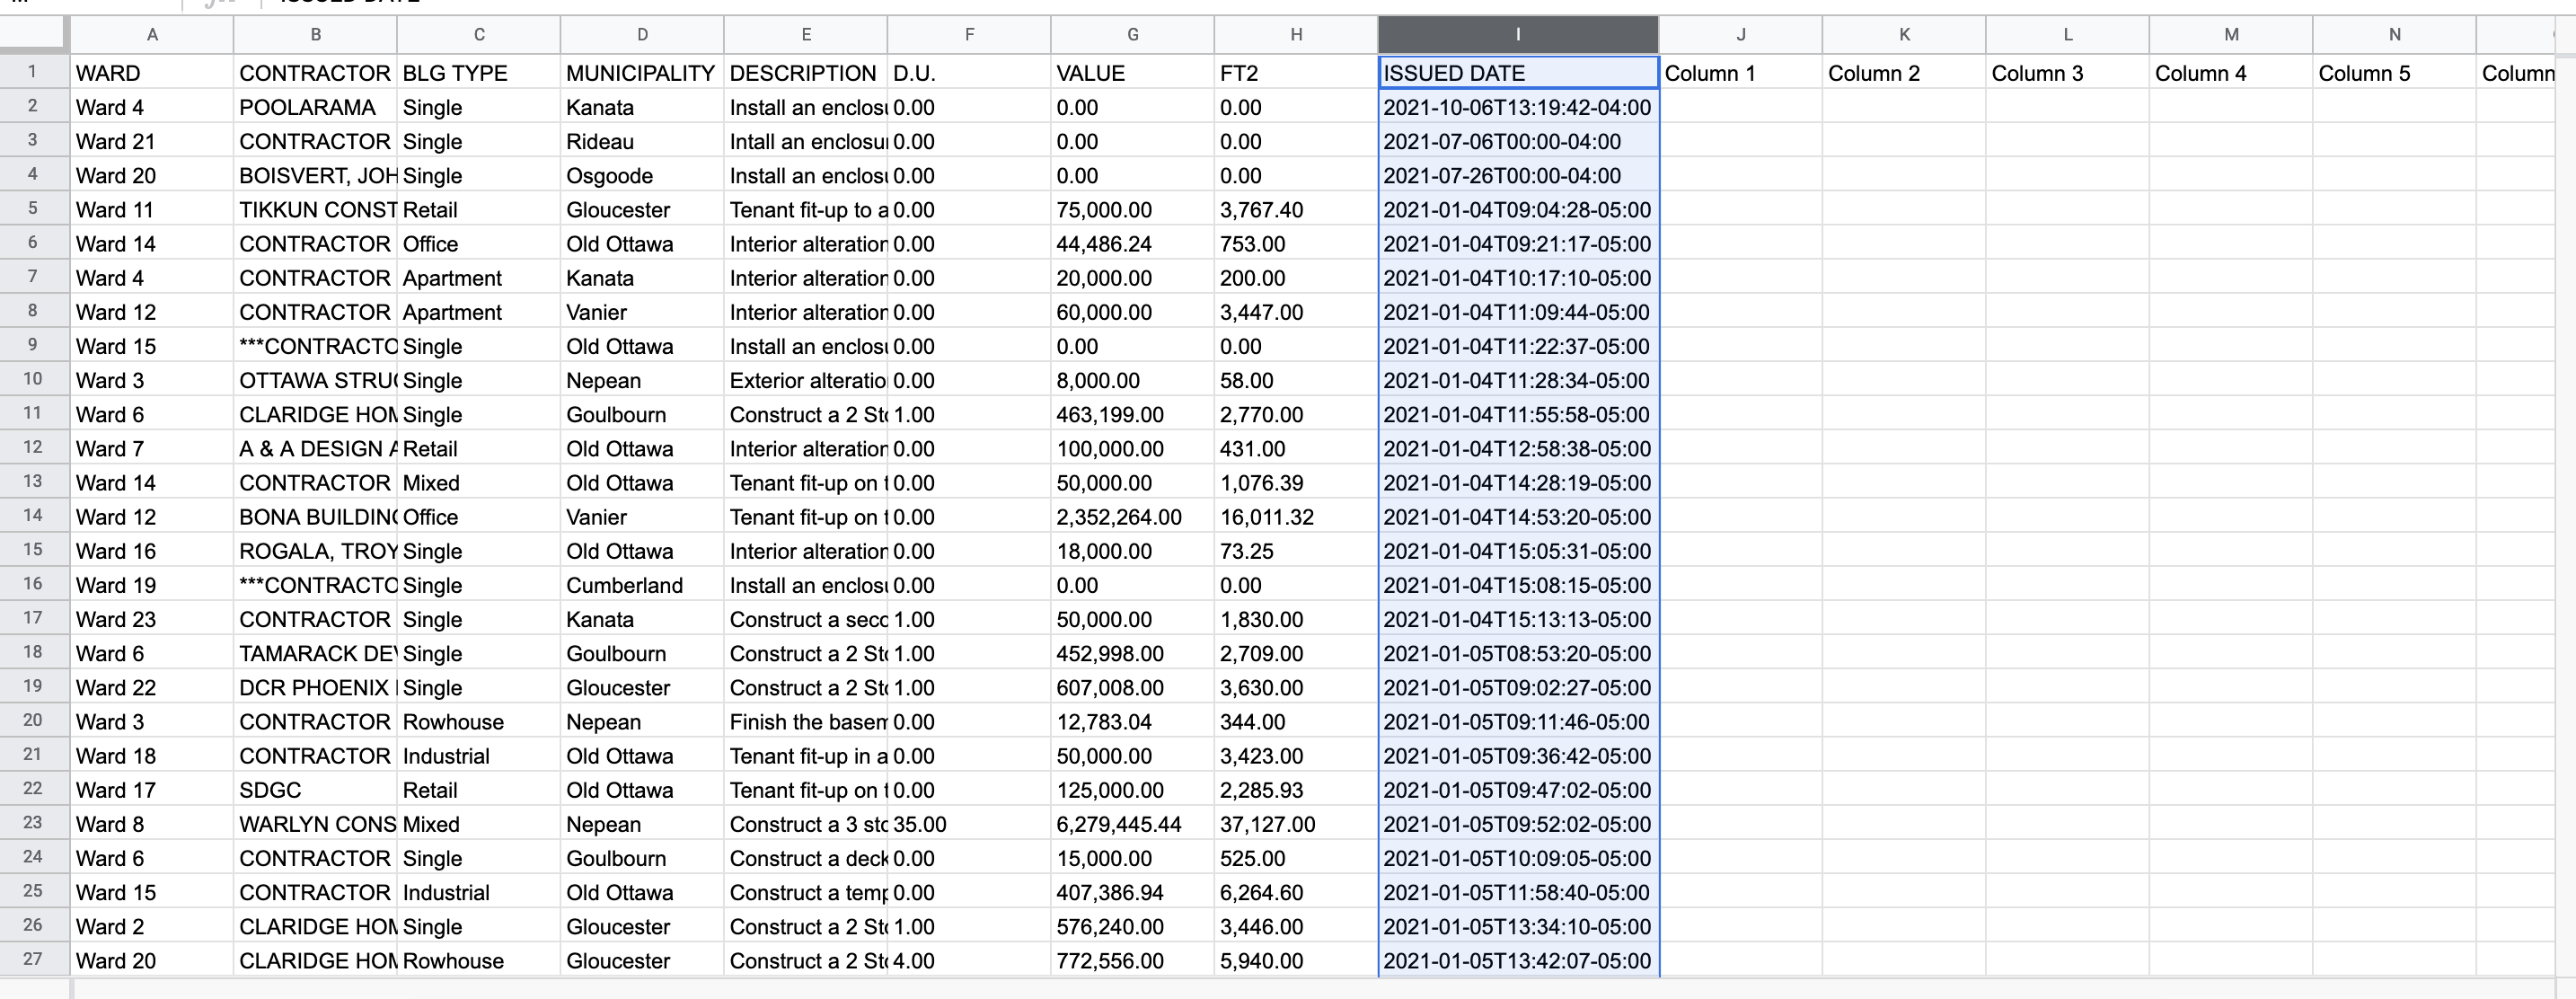 ISSUED DATE
A B C D E F G H I J K L M N
1 WARD CONTRACTOR BLG TYPE MUNICIPALITY DESCRIPTION D.U. VALUE FT2 ISSUED DATE Column 1 Column 2 Column 3 Column 4 Column 5 Column
2 Ward 4 POOLARAMA Single Kanata Install an enclosu 0.00 0.00 0.00 2021-10-06T13:19:42-04:00
3 Ward 21 CONTRACTOR Single Rideau Intall an enclosur 0.00 0.00 0.00 2021-07-06T00:00-04:00
4 Ward 20 BOISVERT, JOH Single Osgoode Install an enclosu 0.00 0.00 0.00 2021-07-26T00:00-04:00
5 Ward 11 TIKKUN CONST Retail Gloucester Tenant fit-up to a 0.00 75,000.00 3,767.40 2021-01-04T09:04:28-05:00
6 Ward 14 CONTRACTOR Office Old Ottawa Interior alteration 0.00 44,486.24 753.00 2021-01-04T09:21:17-05:00
7 Ward 4 CONTRACTOR Apartment Kanata Interior alteration 0.00 20,000.00 200.00 2021-01-04T10:17:10-05:00
8 Ward 12 CONTRACTOR Apartment Vanier Interior alteration 0.00 60,000.00 3,447.00 2021-01-04T11:09:44-05:00
9 Ward 15 ***CONTRACTO Single Old Ottawa Install an enclosu 0.00 0.00 0.00 2021-01-04T11:22:37-05:00
10 Ward 3 OTTAWA STRUC Single Nepean Exterior alteratio 0.00 8,000.00 58.00 2021-01-04T11:28:34-05:00
11 Ward 6 CLARIDGE HOM Single Goulbourn Construct a 2 Sto 1.00 463,199.00 2,770.00 2021-01-04T11:55:58-05:00
12 Ward 7 A & A DESIGN A Retail Old Ottawa Interior alteration 0.00 100,000.00 431.00 2021-01-04T12:58:38-05:00
13 Ward 14 CONTRACTOR Mixed Old Ottawa Tenant fit-up on t 0.00 50,000.00 1,076.39 2021-01-04T14:28:19-05:00
14 Ward 12 BONA BUILDING Office Vanier Tenant fit-up on t 0.00 2,352,264.00 16,011.32 2021-01-04T14:53:20-05:00
15 Ward 16 ROGALA, TROY Single Old Ottawa Interior alteration 0.00 18,000.00 73.25 2021-01-04T15:05:31-05:00
16 Ward 19 ***CONTRACTO Single Cumberland Install an enclosu 0.00 0.00 0.00 2021-01-04T15:08:15-05:00
17 Ward 23 CONTRACTOR Single Kanata Construct a seco 1.00 50,000.00 1,830.00 2021-01-04T15:13:13-05:00
18 Ward 6 TAMARACK DEV Single Goulbourn Construct a 2 Sto 1.00 452,998.00 2,709.00 2021-01-05T08:53:20-05:00
19 Ward 22 DCR PHOENIX Single Gloucester Construct a 2 Sto 1.00 607,008.00 3,630.00 2021-01-05T09:02:27-05:00
20 Ward 3 CONTRACTOR Rowhouse Nepean Finish the basem 0.00 12,783.04 344.00 2021-01-05T09:11:46-05:00
21 Ward 18 CONTRACTOR Industrial Old Ottawa Tenant fit-up in a 0.00 50,000.00 3,423.00 2021-01-05T09:36:42-05:00
22 Ward 17 SDGC Retail Old Ottawa Tenant fit-up on t 0.00 125,000.00 2,285.93 2021-01-05T09:47:02-05:00
23 Ward 8 WARLYN CONS Mixed Nepean Construct a 3 sto 35.00 6,279,445.44 37,127.00 2021-01-05T09:52:02-05:00
24 Ward 6 CONTRACTOR Single Goulbourn Construct a deck 0.00 15,000.00 525.00 2021-01-05T10:09:05-05:00
25 Ward 15 CONTRACTOR Industrial Old Ottawa Construct a temp 0.00 407,386.94 6,264.60 2021-01-05T11:58:40-05:00
26 Ward 2 CLARIDGE HOM Single Gloucester Construct a 2 Sto 1.00 576,240.00 3,446.00 2021-01-05T13:34:10-05:00
27 Ward 20 CLARIDGE HOM Rowhouse Gloucester Construct a 2 Sto 4.00 772,556.00 5,940.00 2021-01-05T13:42:07-05:00